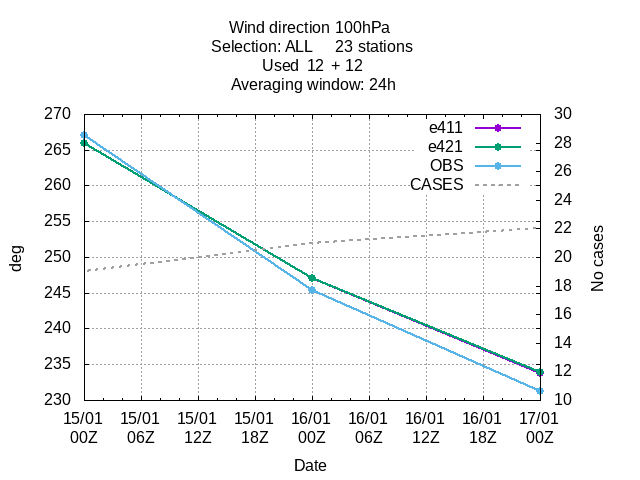 Wind direction 100hPa
Selection: ALL 23 stations
Used 12 + 12
Averaging window: 24h
270 30
265 28
260 26
255 24
250 22
245 20
240 18
235 16
230 14
12
10
e411
e421
OBS
CASES
deg
No cases
15/01 15/01 15/01 15/01 16/01 16/01 16/01 16/01 17/01
00Z 06Z 12Z 18Z 00Z 06Z 12Z 18Z 00Z
Date